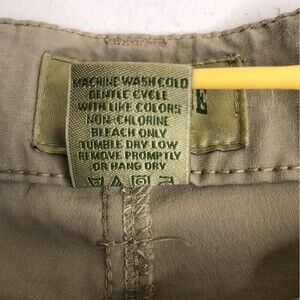 MACHINE WASH COLD
GENTLE CYCLE
WITH LIKE COLORS
NON-CHLORINE
BLEACH ONLY
TUMBLE DRY LOW
REMOVE PROMPTLY
OR HANG DRY